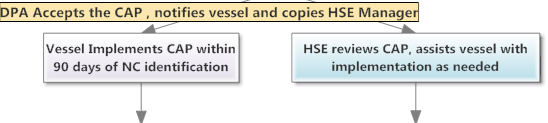 DPA Accepts the CAP , notifies vessel and copies HSE Manager
Vessel Implements CAP within
90 days of NC identification
HSE reviews CAP, assists vessel with
implementation as needed